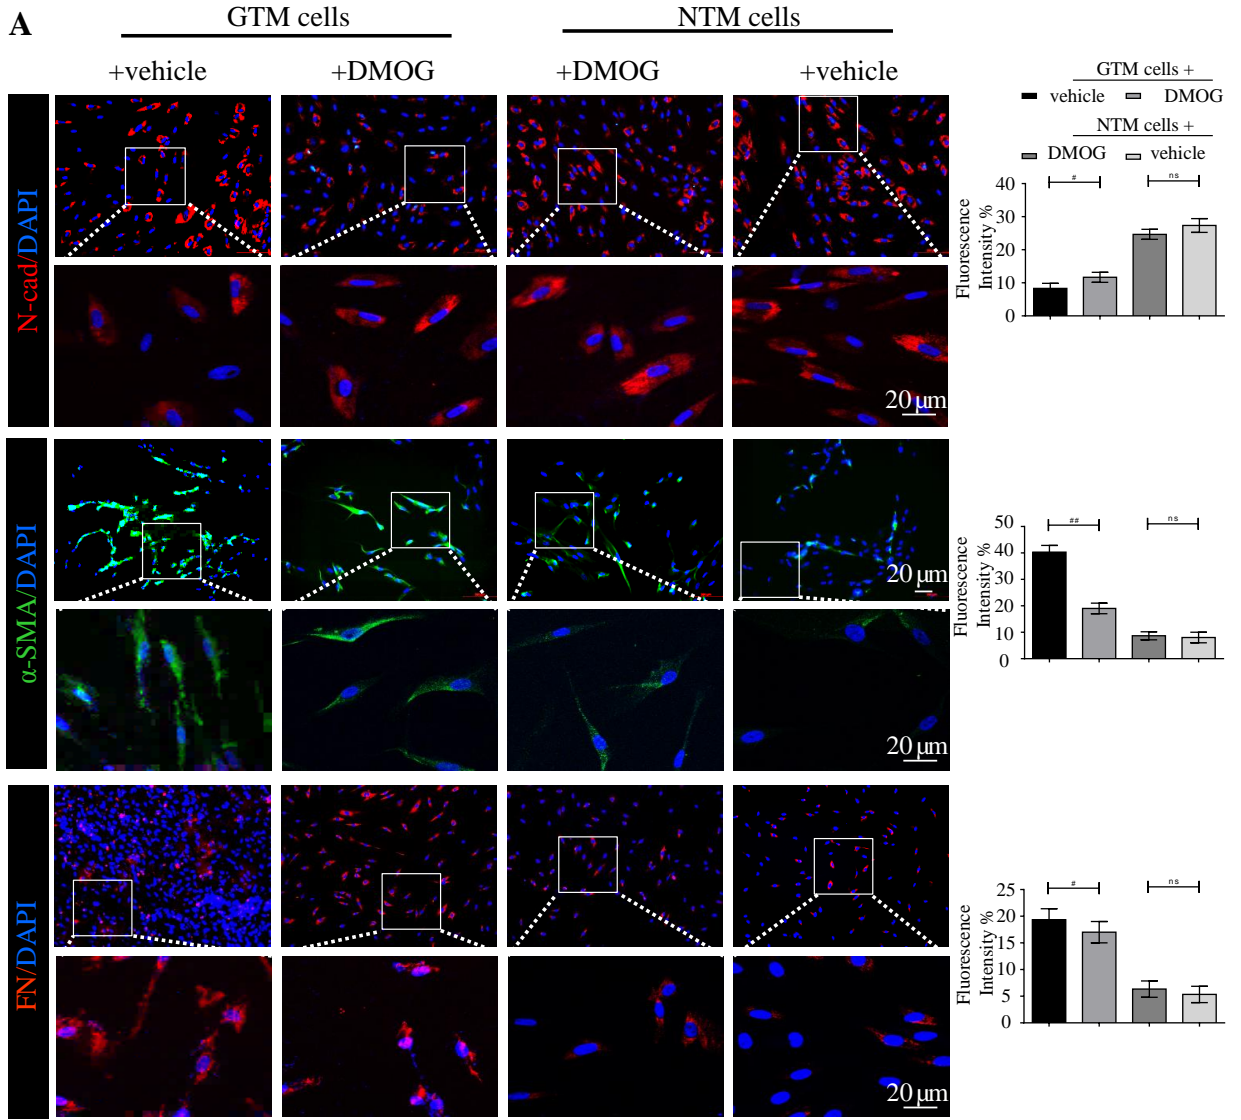 A
GTM cells
NTM cells
+vehicle
+DMOG
+DMOG
+vehicle
GTM cells +
vehicle
DMOG
NTM cells +
DMOG
vehicle
N-cad/DAPI
20 µm
Fluorescence
Intensity %
40
30
20
10
0
#
ns
α-SMA/DAPI
20 µm
20 µm
Fluorescence
Intensity %
50
40
30
20
10
0
##
ns
FN/DAPI
20 µm
Fluorescence
Intensity %
25
20
15
10
5
0
#
ns